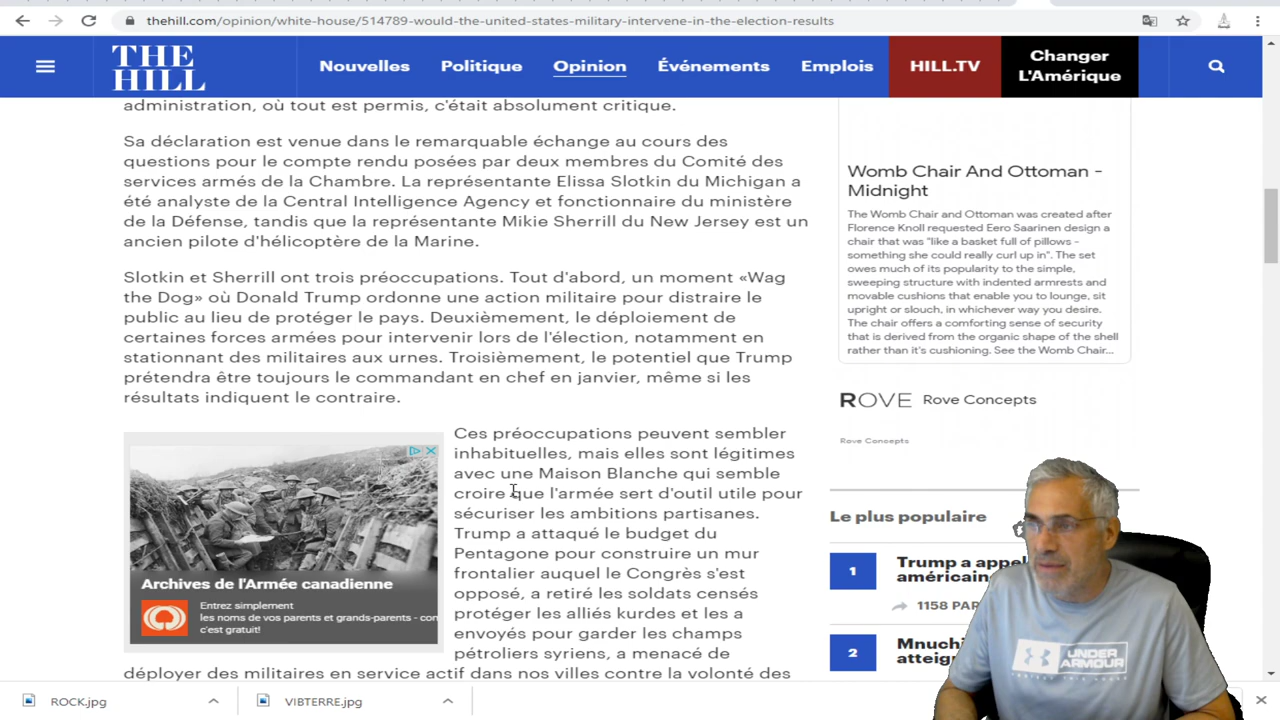 thehill.com/opinion/white-house/514789-would-the-united-states-military-intervene-in-the-election-results
THE
HILL
Nouvelles
Politique
Opinion
Événements
Emplois
HILL.TV
Changer
L'Amérique
administration, où tout est permis, c'était absolument critique.
Sa déclaration est venue dans le remarquable échange au cours des
questions pour le compte rendu posées par deux membres du Comité des
services armés de la Chambre. La représentante Elissa Slotkin du Michigan a
été analyste de la Central Intelligence Agency et fonctionnaire du ministère
de la Défense, tandis que la représentante Mikie Sherrill du New Jersey est un
ancien pilote d'hélicoptère de la Marine.
Slotkin et Sherrill ont trois préoccupations. Tout d'abord, un moment «Wag
the Dog» où Donald Trump ordonne une action militaire pour distraire le
public au lieu de protéger le pays. Deuxièmement, le déploiement de
certaines forces armées pour intervenir lors de l'élection, notamment en
stationnant des militaires aux urnes. Troisièmement, le potentiel que Trump
prétendra être toujours le commandant en chef en janvier, même si les
résultats indiquent le contraire.
Ces préoccupations peuvent sembler
inhabituelles, mais elles sont légitimes
avec une Maison Blanche qui semble
croire que l'armée sert d'outil utile pour
sécuriser les ambitions partisanes.
Trump a attaqué le budget du
Pentagone pour construire un mur
frontalier auquel le Congrès s'est
opposé, a retiré les soldats censés
protéger les alliés kurdes et les a
envoyés pour garder les champs
pétroliers syriens, a menacé de
déployer des militaires en service actif dans nos villes contre la volonté des
Archives de l'Armée canadienne
Entrez simplement
les noms de vos parents et grands-parents - con
c'est gratuit!
Womb Chair And Ottoman -
Midnight
The Womb Chair and Ottoman was created after
Florence Knoll requested Eero Saarinen design a
chair that was "like a basket full of pillows -
something she could really curl up in". The set
owes much of its popularity to the simple,
sweeping structure with indented armrests and
movable cushions that enable you to lounge, sit
upright or slouch, in whichever way you desire.
The chair offers a comforting sense of security
that is derived from the organic shape of the shell
rather than it's cushioning. See the Womb Chair...
ROVE Rove Concepts
Rove Concepts
Le plus populaire
1
Trump a appel
américain
1158 PAR
2
Mnuchi
atteig
UNDER
ARMOUR
ROCK.jpg
VIBTERRE.jpg